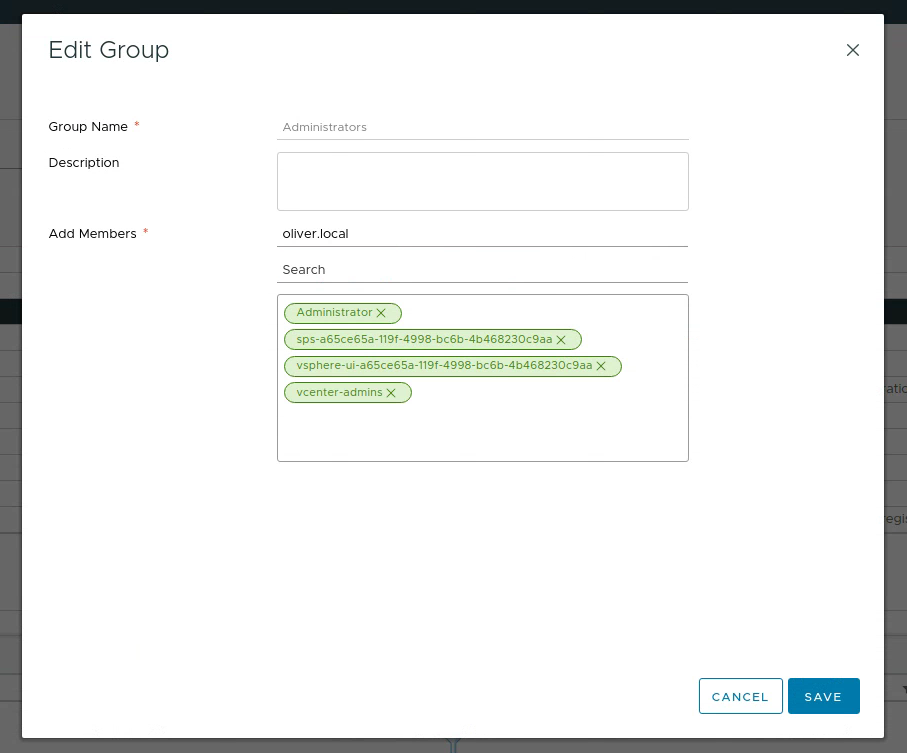 Edit Group
Group Name *
Administrators
Description
Add Members *
oliver.local
Search
Administrator
sps-a65ce65a-119f-4998-bc6b-4b468230c9aa
vsphere-ui-a65ce65a-119f-4998-bc6b-4b468230c9aa
vcenter-admins
CANCEL
SAVE